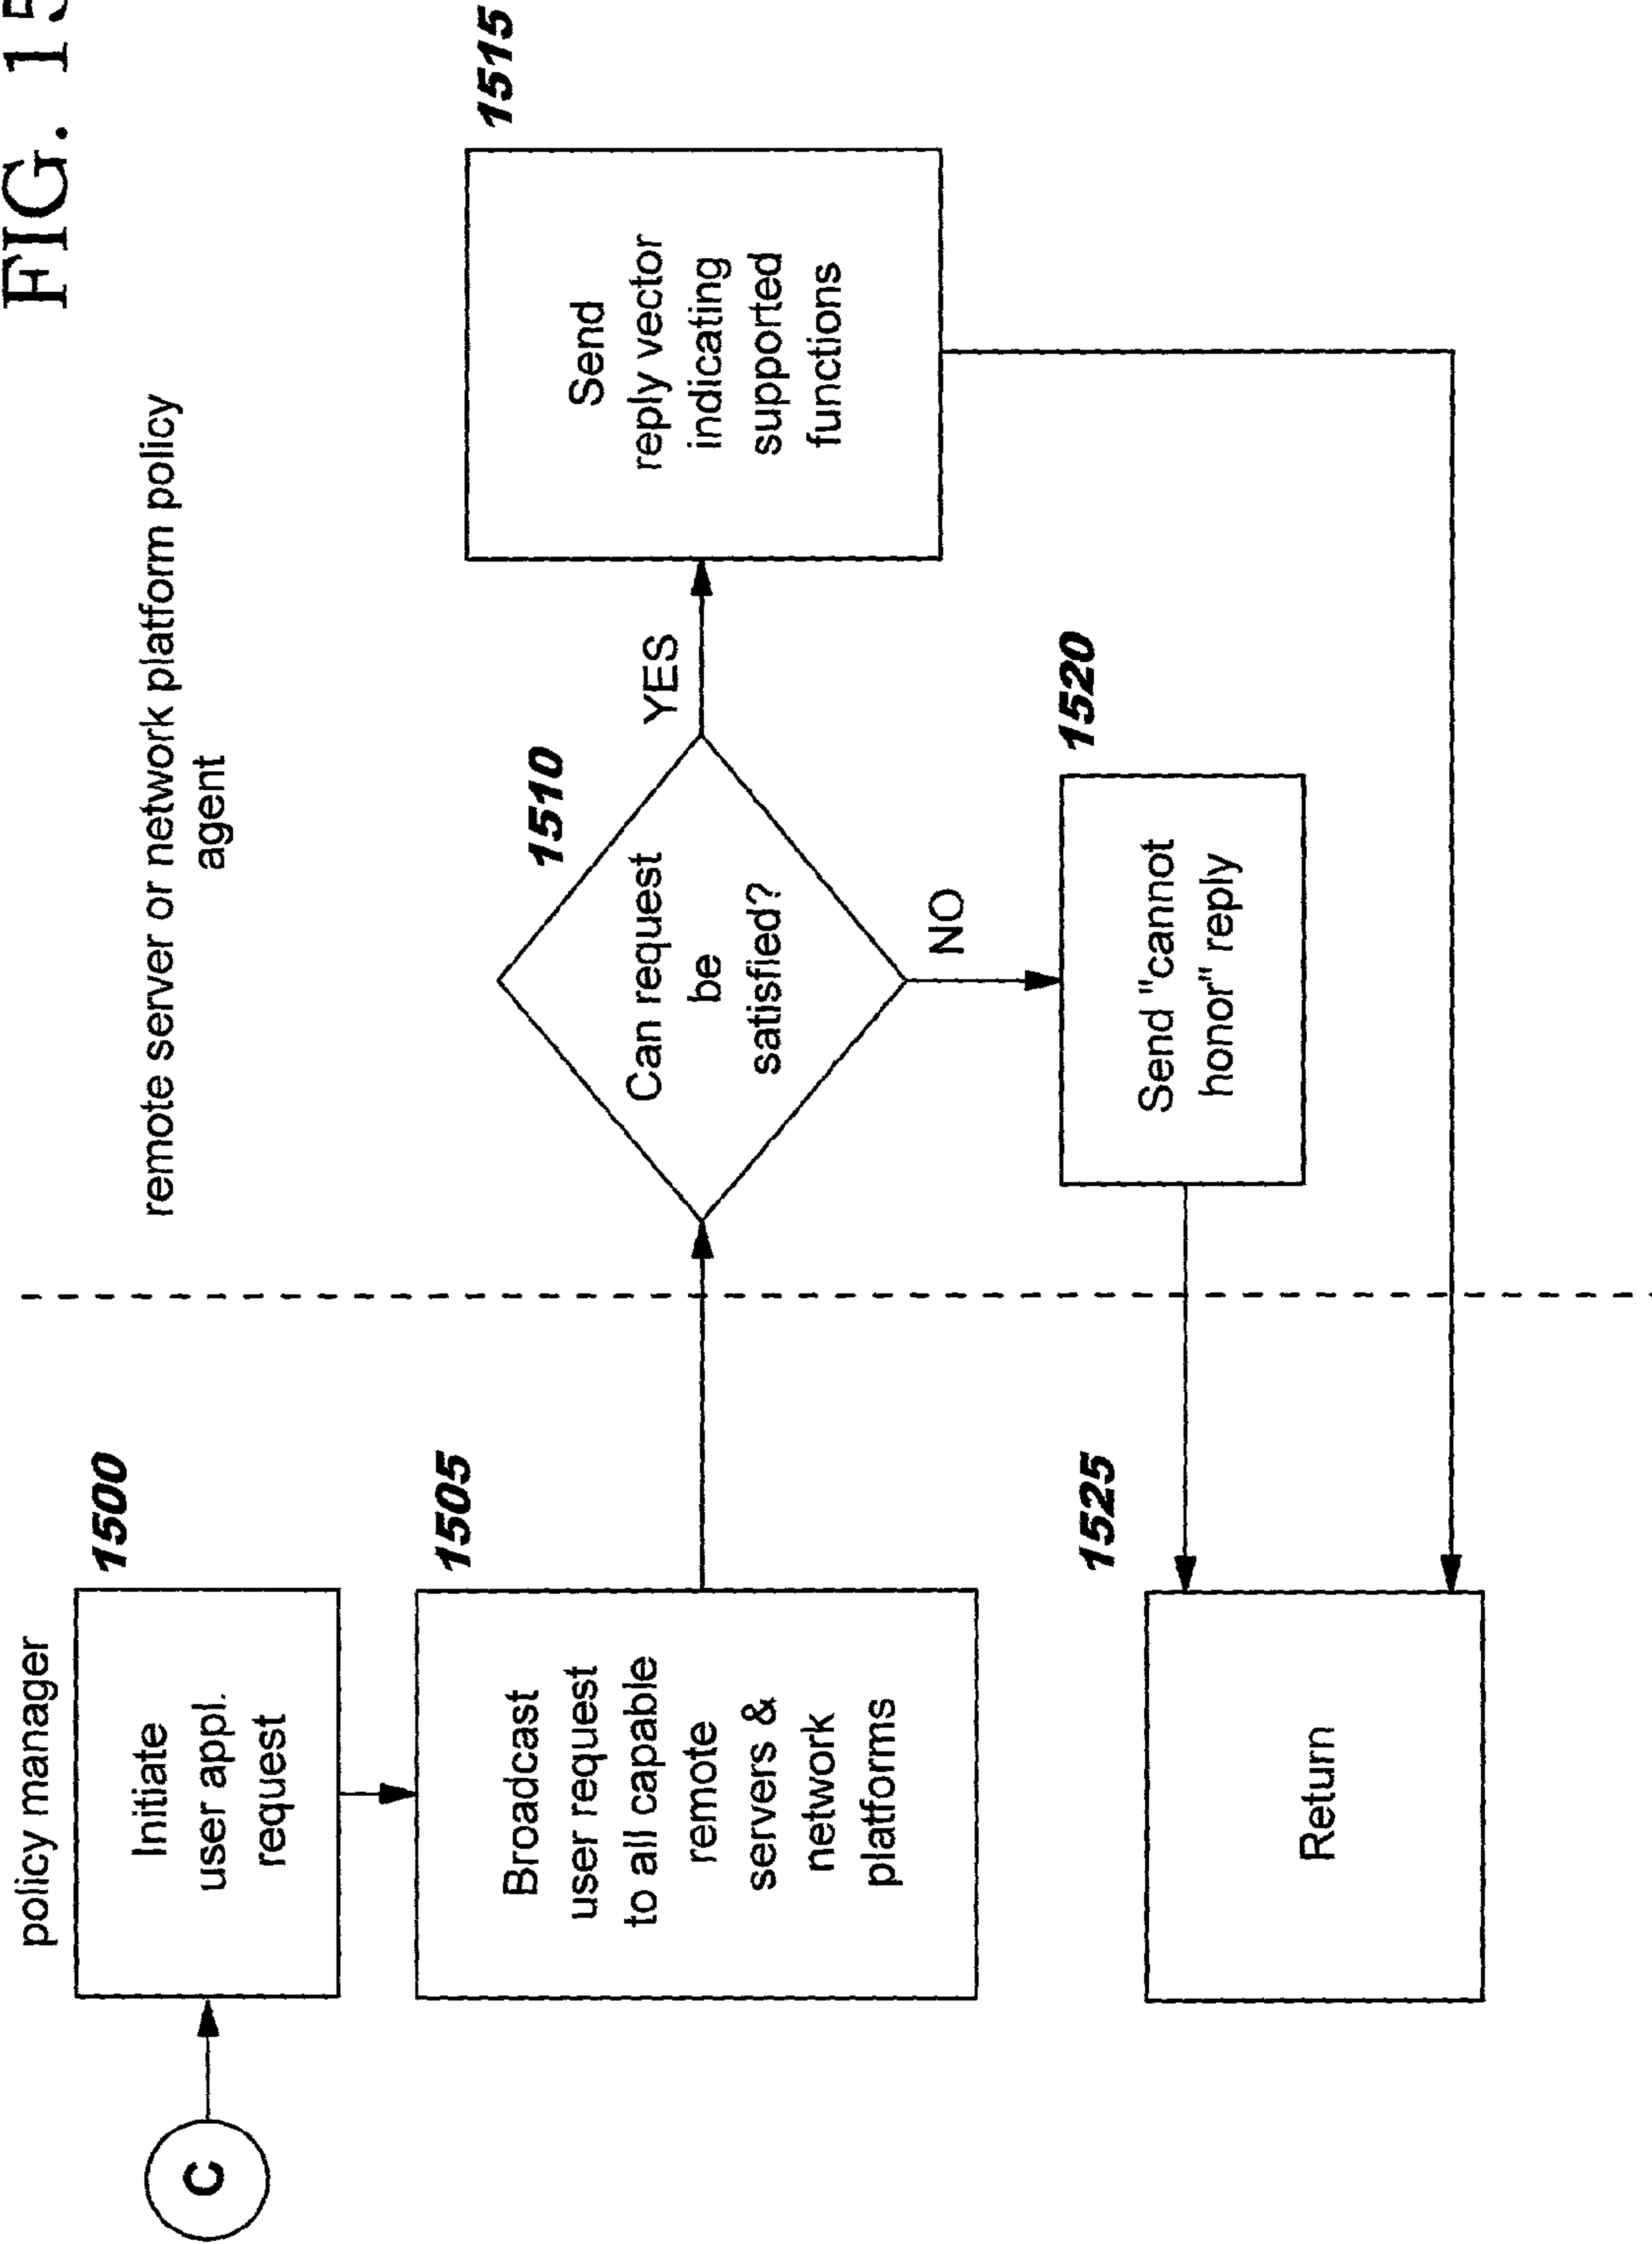 FIG. 15
policy manager
remote server or network platform policy
agent
C
1500
Initiate
user appl.
request
1505
Broadcast
user request
to all capable
remote
servers &
network
platforms
1510
Can request
be
satisfied?
YES
NO
1515
Send
reply vector
indicating
supported
functions
1520
Send "cannot
honor" reply
1525
Return